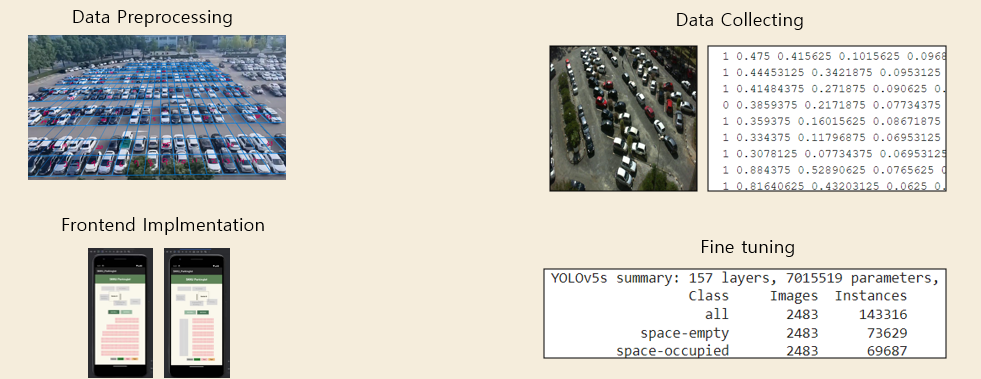 Data Preprocessing
Data Collecting
1 0.475 0.415625 0.1015625 0.0968
1 0.44453125 0.3421875 0.0953125
1 0.41484375 0.271875 0.090625 0.
0 0.3859375 0.2171875 0.07734375
1 0.359375 0.16015625 0.08671875
1 0.334375 0.11796875 0.06953125
1 0.3078125 0.07734375 0.06953125
1 0.884375 0.52890625 0.0765625 0
1 0.81640625 0.43203125 0.0625 0.
Frontend Implmentation
Fine tuning
YOLOv5s summary: 157 layers, 7015519 parameters,
Class Images Instances
all 2483 143316
space-empty 2483 73629
space-occupied 2483 69687